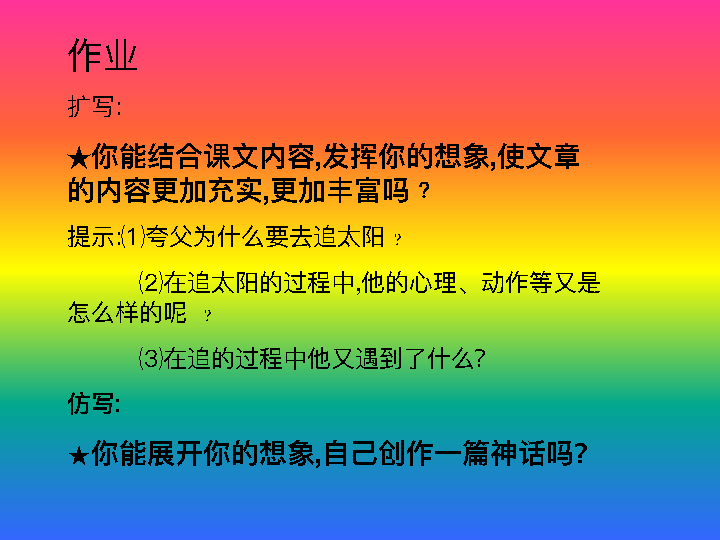 作业
扩写:
★你能结合课文内容,发挥你的想象,使文章
的内容更加充实,更加丰富吗？
提示:⑴夸父为什么要去追太阳？
⑵在追太阳的过程中,他的心理、动作等又是
怎么样的呢 ？
⑶在追的过程中他又遇到了什么?
仿写:
★你能展开你的想象,自己创作一篇神话吗?